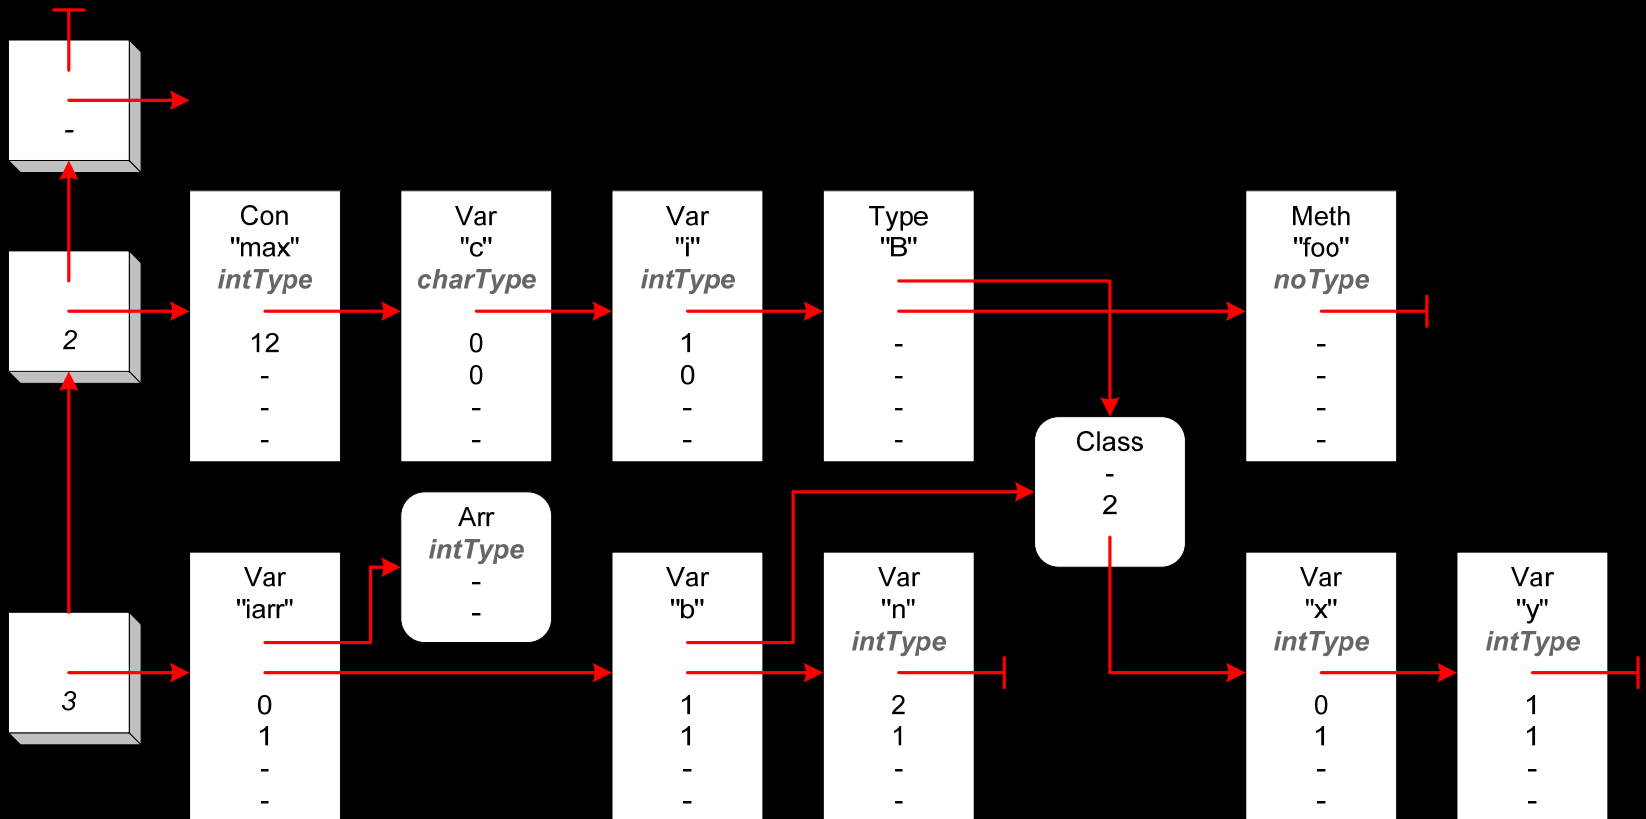 -
2
Con
"max"
intType
12
-
-
-
Var
"c"
charType
0
0
-
-
Var
"i"
intType
1
0
-
-
Type
"B"
-
-
-
-
Meth
"foo"
noType
-
-
-
-
Class
-
2
Arr
intType
-
-
3
Var
"iarr"
0
1
-
-
Var
"b"
1
1
-
-
Var
"n"
intType
2
1
-
-
Var
"x"
intType
0
1
-
-
Var
"y"
intType
1
1
-
-